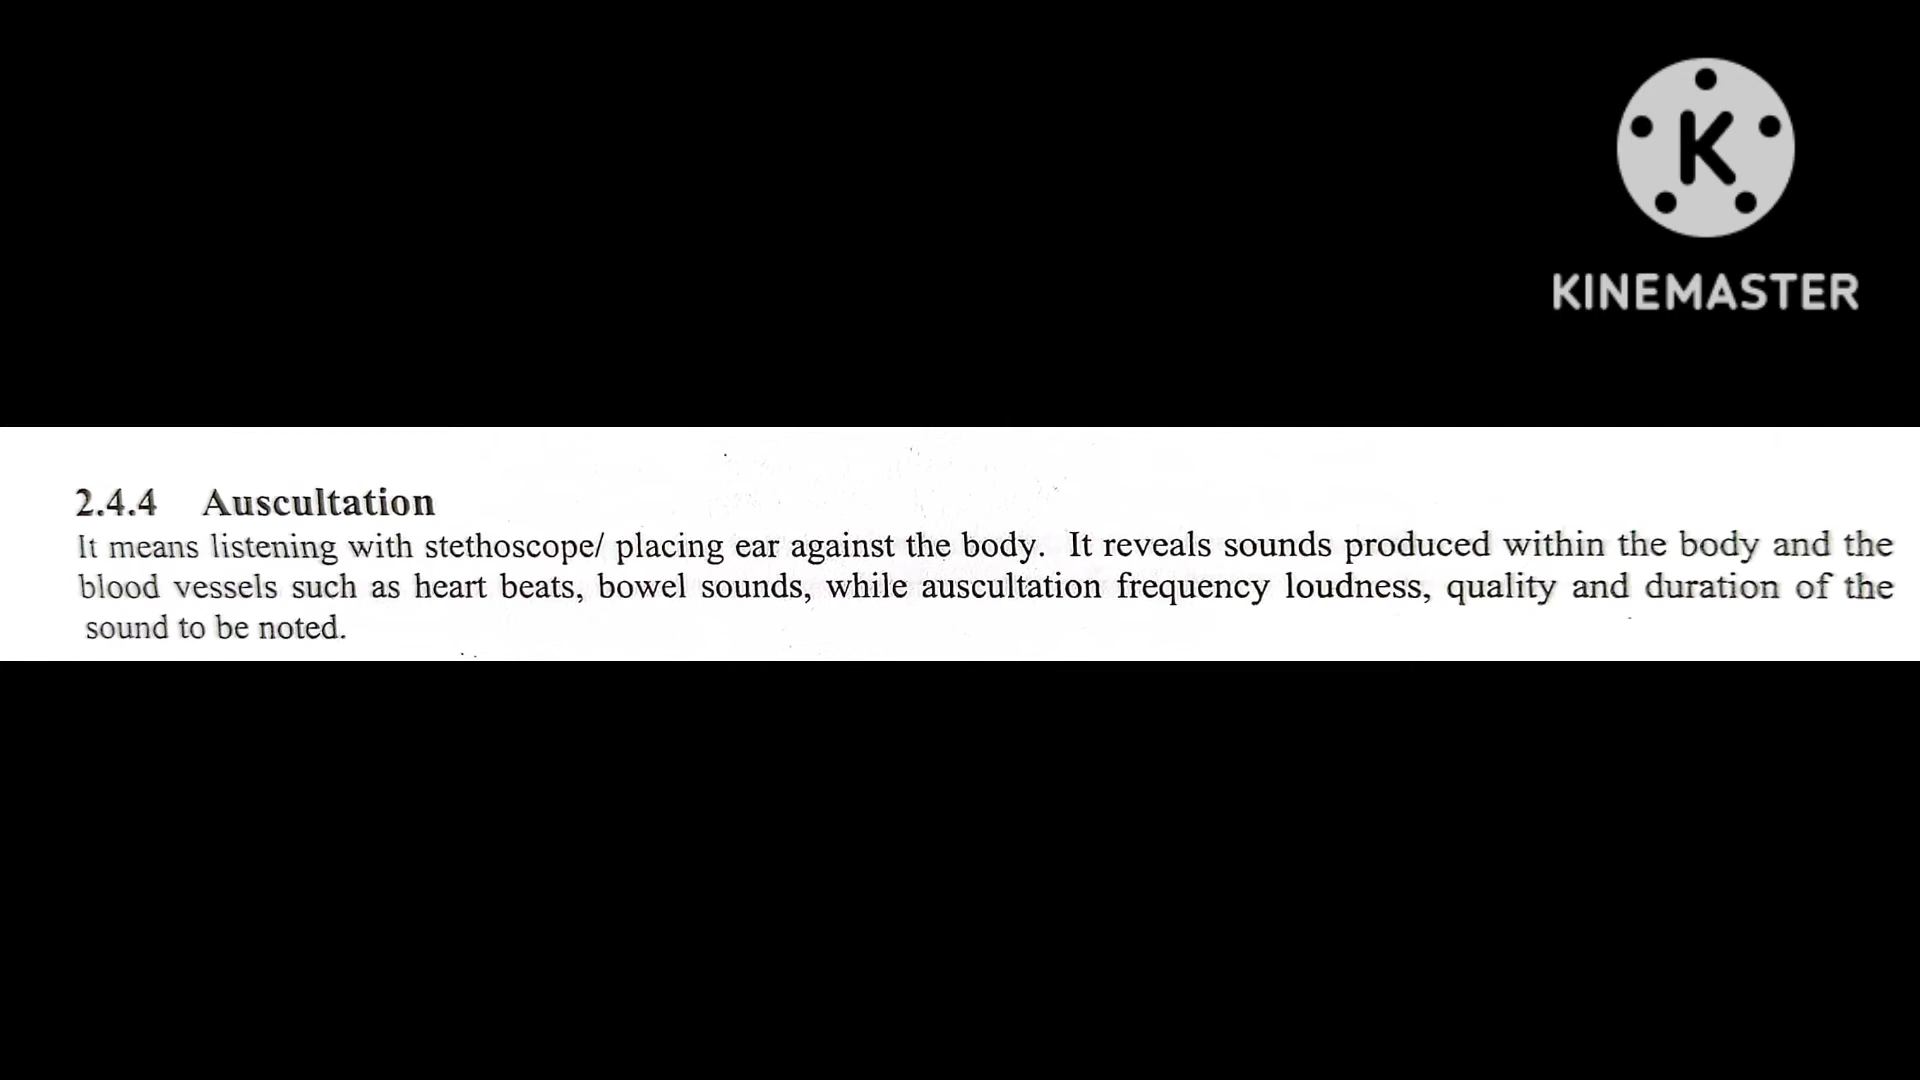 KINEMASTER
2.4.4 Auscultation
It means listening with stethoscope/ placing ear against the body. It reveals sounds produced within the body and the
blood vessels such as heart beats, bowel sounds, while auscultation frequency loudness, quality and duration of the
sound to be noted.